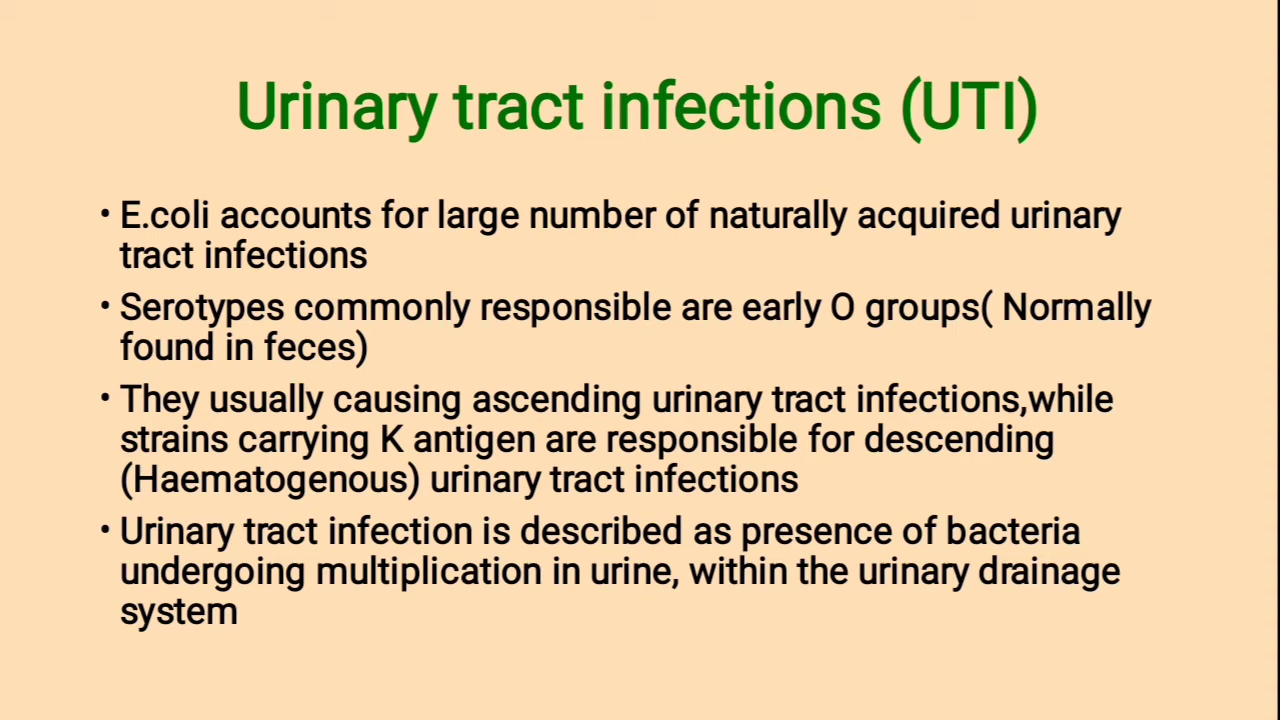 Urinary tract infections (UTI)
• E.coli accounts for large number of naturally acquired urinary
tract infections
• Serotypes commonly responsible are early O groups( Normally
found in feces)
• They usually causing ascending urinary tract infections,while
strains carrying K antigen are responsible for descending
(Haematogenous) urinary tract infections
• Urinary tract infection is described as presence of bacteria
undergoing multiplication in urine, within the urinary drainage
system